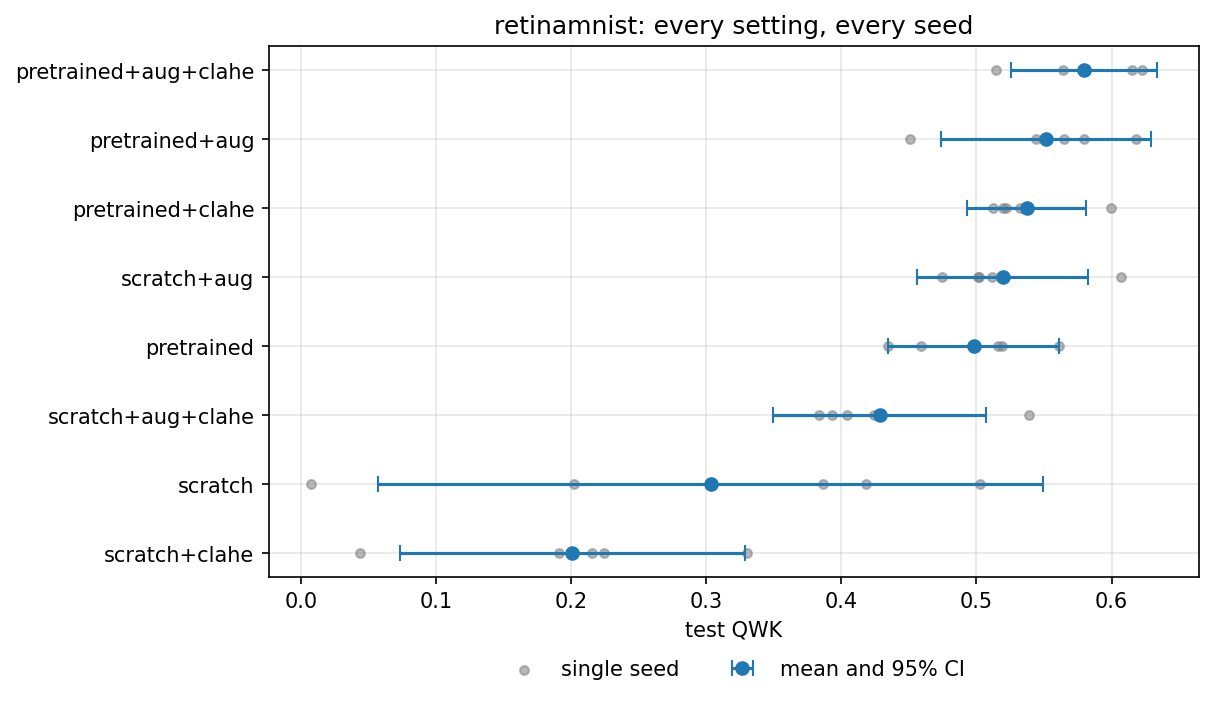 retinamnist: every setting, every seed
pretrained+aug+clahe
pretrained+aug
pretrained+clahe
scratch+aug
pretrained
scratch+aug+clahe
scratch
scratch+clahe
0.0 0.1 0.2 0.3 0.4 0.5 0.6
test QWK
single seed mean and 95% CI